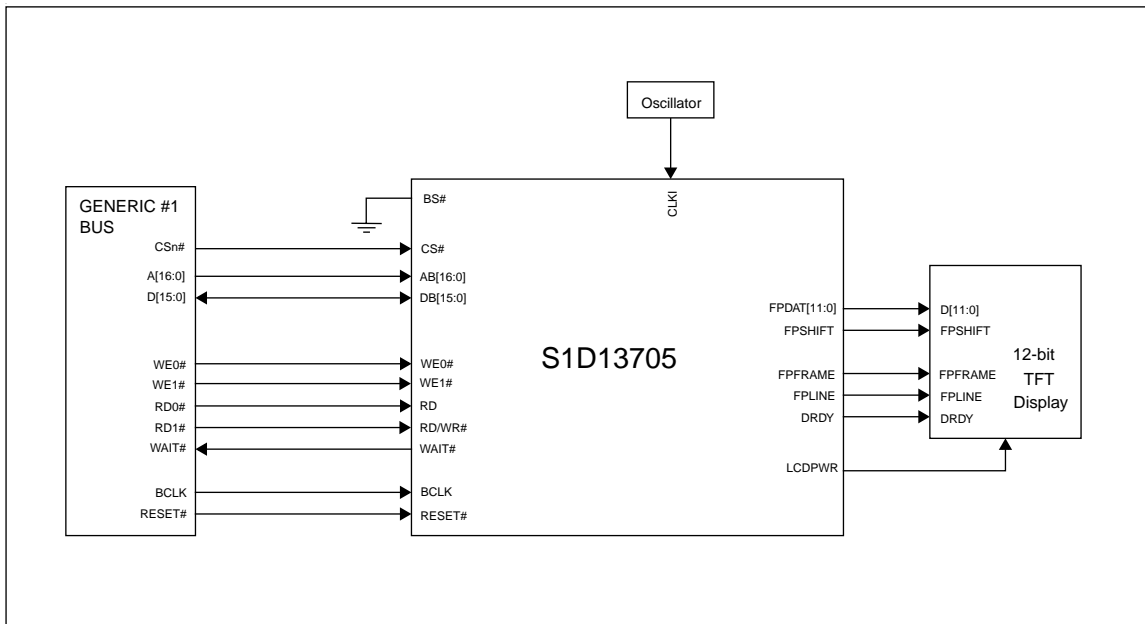 Oscillator
CLKI
GENERIC #1
BUS
CSn#
A[16:0]
D[15:0]
WE0#
WE1#
RD0#
RD1#
WAIT#
BCLK
RESET#
BS#
CS#
AB[16:0]
DB[15:0]
WE0#
WE1#
RD
RD/WR#
WAIT#
BCLK
RESET#
S1D13705
FPDAT[11:0]
FPSHIFT
FPFRAME
FPLINE
DRDY
LCDPWR
D[11:0]
FPSHIFT
FPFRAME
FPLINE
DRDY
12-bit
TFT
Display